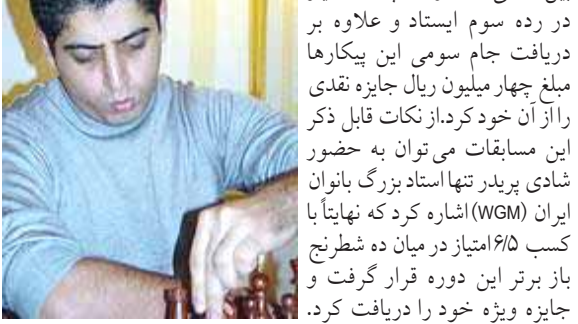 در رده سوم ایستاد و علاوه بر
دریافت جام سومی این پیکارها
مبلغ چهار میلیون ریال جایزه نقدی
را از آن خود کرد.از نکات قابل ذکر
این مسابقات می توان به حضور
شادی پریدر تنها استاد بزرگ بانوان
ایران (WGM) اشاره کرد که نهایتاً با
کسب ۶/۵ امتیاز در میان ده شطرنج
باز برتر این دوره قرار گرفت و
جایزه ویژه خود را دریافت کرد.